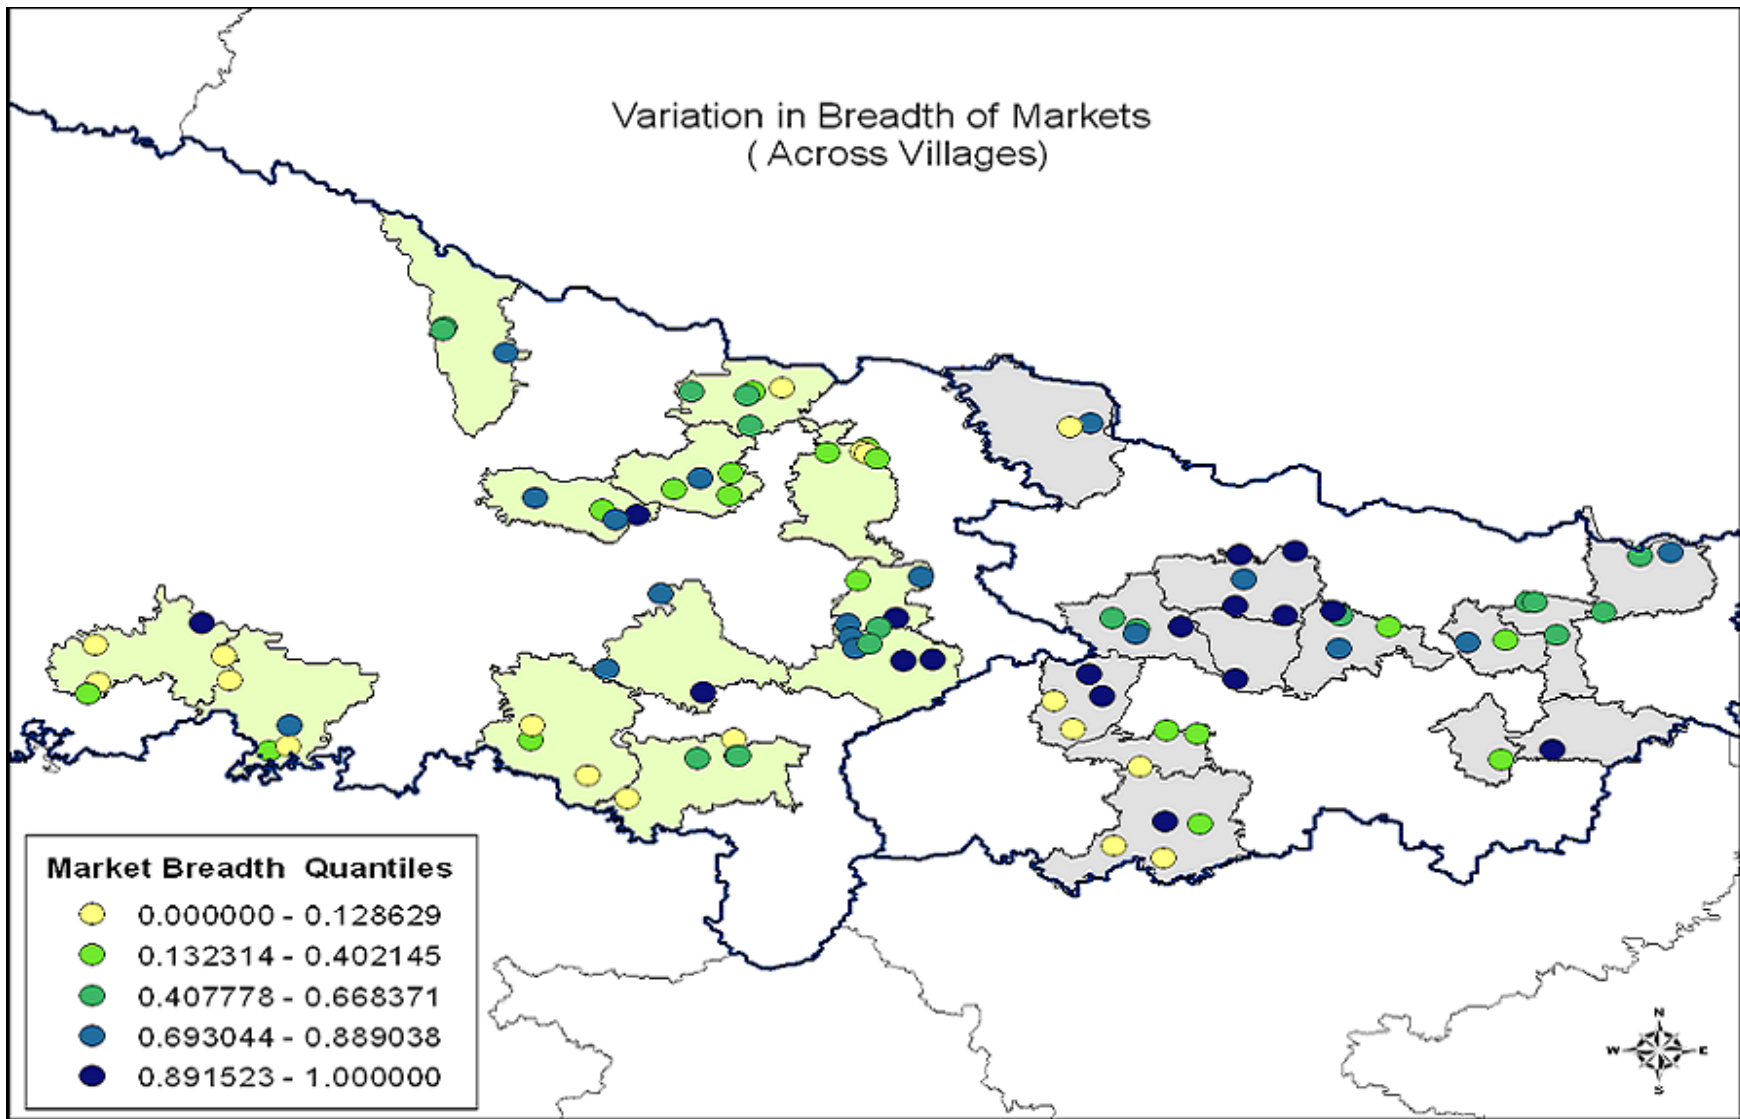 Variation in Breadth of Markets
( Across Villages)
Market Breadth Quantiles
0.000000 - 0.128629
0.132314 - 0.402145
0.407778 - 0.668371
0.693044 - 0.889038
0.891523 - 1.000000
N
W E
S